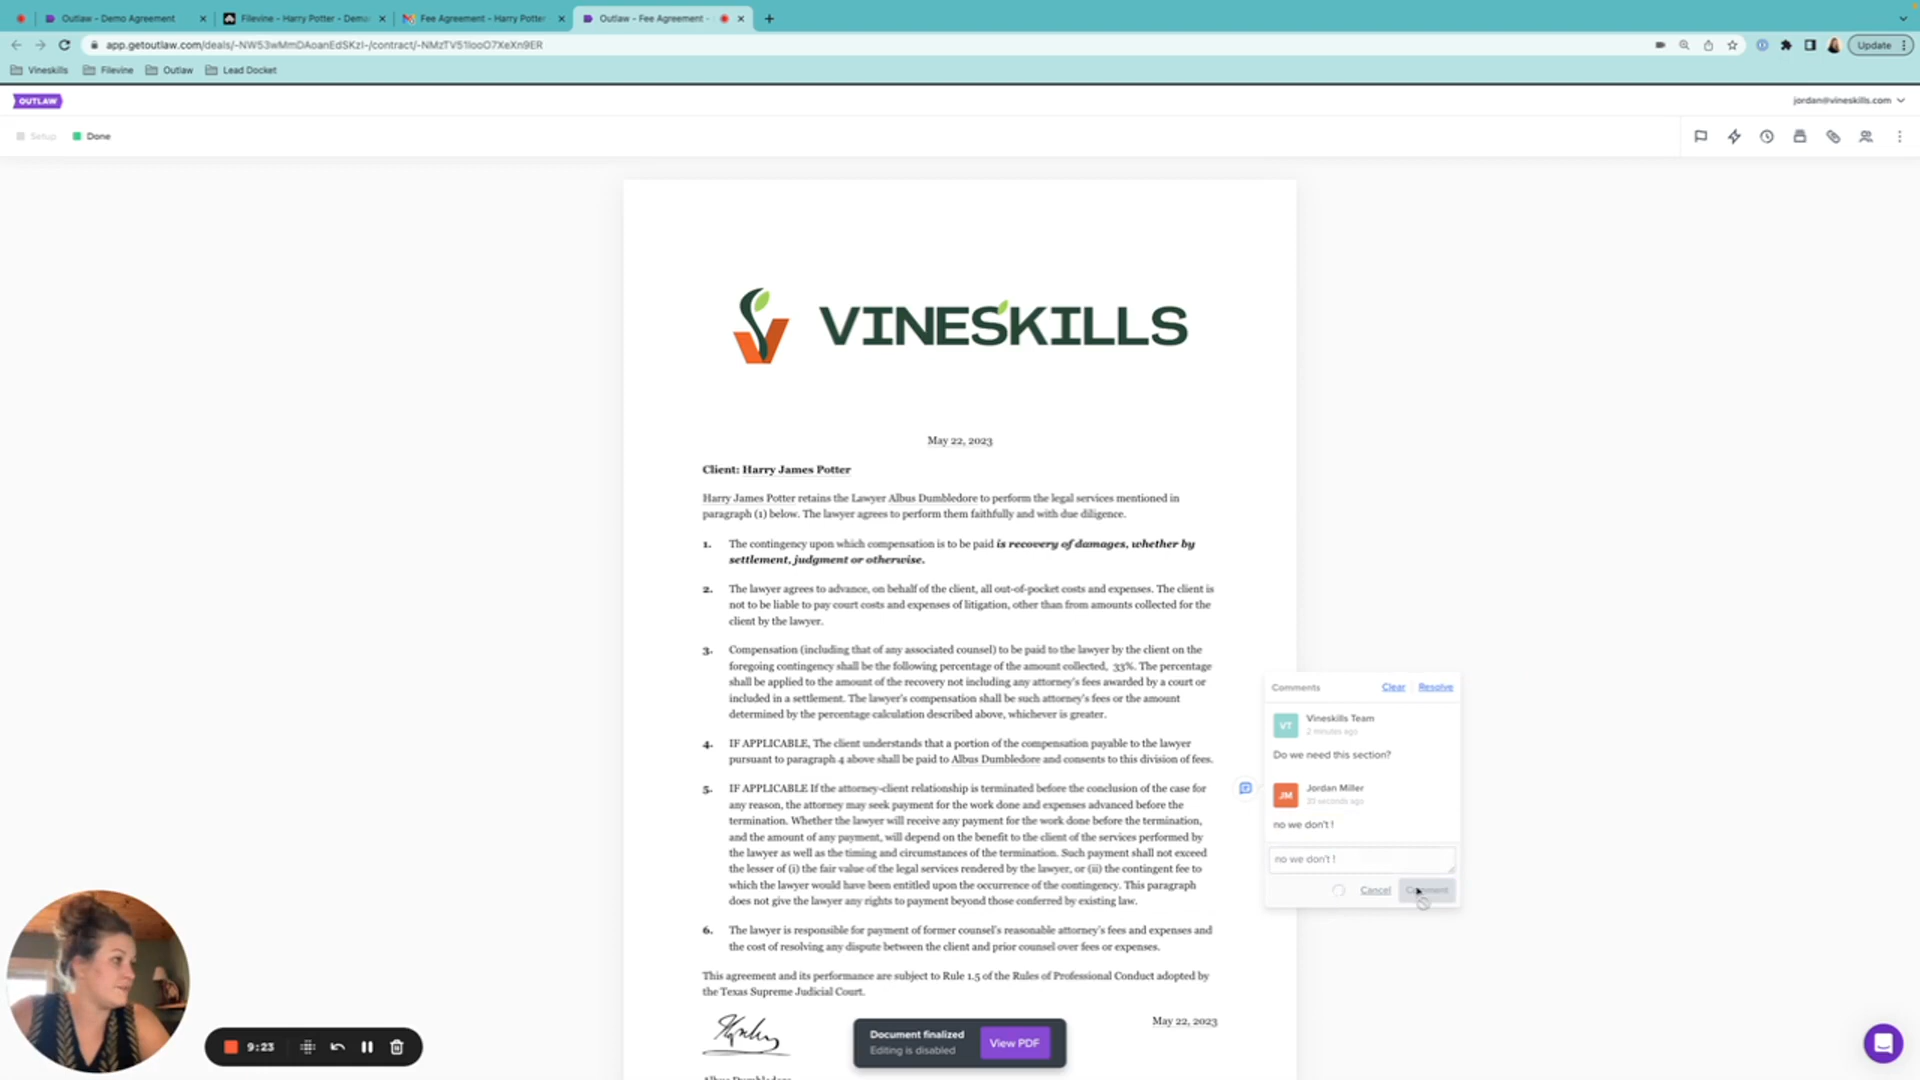 Outlaw - Demo Agreement
Filevine - Harry Potter - Dema
Fee Agreement - Harry Potter
Outlaw - Fee Agreement -
app.getoutlaw.com/deals/-NW53wMmDAoanEdSKzI-/contract/-NMzTV51IooO7XeXn9ER
Update
Vineskills
Filevine
Outlaw
Lead Docket
OUTLAW
jordan@vineskills.com
Setup
Done
VINESKILLS
May 22, 2023
Client: Harry James Potter
Harry James Potter retains the Lawyer Albus Dumbledore to perform the legal services mentioned in
paragraph (1) below. The lawyer agrees to perform them faithfully and with due diligence.
1. The contingency upon which compensation is to be paid is recovery of damages, whether by
settlement, judgment or otherwise.
2. The lawyer agrees to advance, on behalf of the client, all out-of-pocket costs and expenses. The client is
not to be liable to pay court costs and expenses of litigation, other than from amounts collected for the
client by the lawyer.
3. Compensation (including that of any associated counsel) to be paid to the lawyer by the client on the
foregoing contingency shall be the following percentage of the amount collected, 33%. The percentage
shall be applied to the amount of the recovery not including any attorney's fees awarded by a court or
included in a settlement. The lawyer's compensation shall be such attorney's fees or the amount
determined by the percentage calculation described above, whichever is greater.
4. IF APPLICABLE, The client understands that a portion of the compensation payable to the lawyer
pursuant to paragraph 4 above shall be paid to Albus Dumbledore and consents to this division of fees.
5. IF APPLICABLE If the attorney-client relationship is terminated before the conclusion of the case for
any reason, the attorney may seek payment for the work done and expenses advanced before the
termination. Whether the lawyer will receive any payment for the work done before the termination,
and the amount of any payment, will depend on the benefit to the client of the services performed by
the lawyer as well as the timing and circumstances of the termination. Such payment shall not exceed
the lesser of (i) the fair value of the legal services rendered by the lawyer, or (ii) the contingent fee to
which the lawyer would have been entitled upon the occurrence of the contingency. This paragraph
does not give the lawyer any rights to payment beyond those conferred by existing law.
6. The lawyer is responsible for payment of former counsel's reasonable attorney's fees and expenses and
the cost of resolving any dispute between the client and prior counsel over fees or expenses.
This agreement and its performance are subject to Rule 1.5 of the Rules of Professional Conduct adopted by
the Texas Supreme Judicial Court.
May 22, 2023
Albus Dumbledore
Comments Clear Resolve
VT Vineskills Team
2 minutes ago
Do we need this section?
JM Jordan Miller
seconds ago
no we don't !
no we don't !
Cancel Comment
Document finalized
Editing is disabled
View PDF
9:23